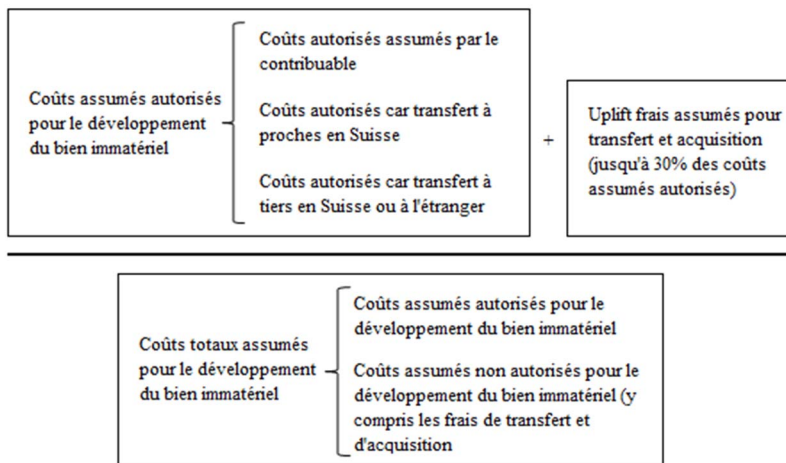 Coûts assumés autorisés
pour le développement
du bien immatériel
Coûts autorisés assumés par le
contribuable
Coûts autorisés car transfert à
proches en Suisse
Coûts autorisés car transfert à
tiers en Suisse ou à l'étranger
+
Uplift frais assumés pour
transfert et acquisition
(jusqu'à 30% des coûts
assumés autorisés)
Coûts totaux assumés
pour le développement
du bien immatériel
Coûts assumés autorisés pour le
développement du bien immatériel
Coûts assumés non autorisés pour le
développement du bien immatériel (y
compris les frais de transfert et
d'acquisition